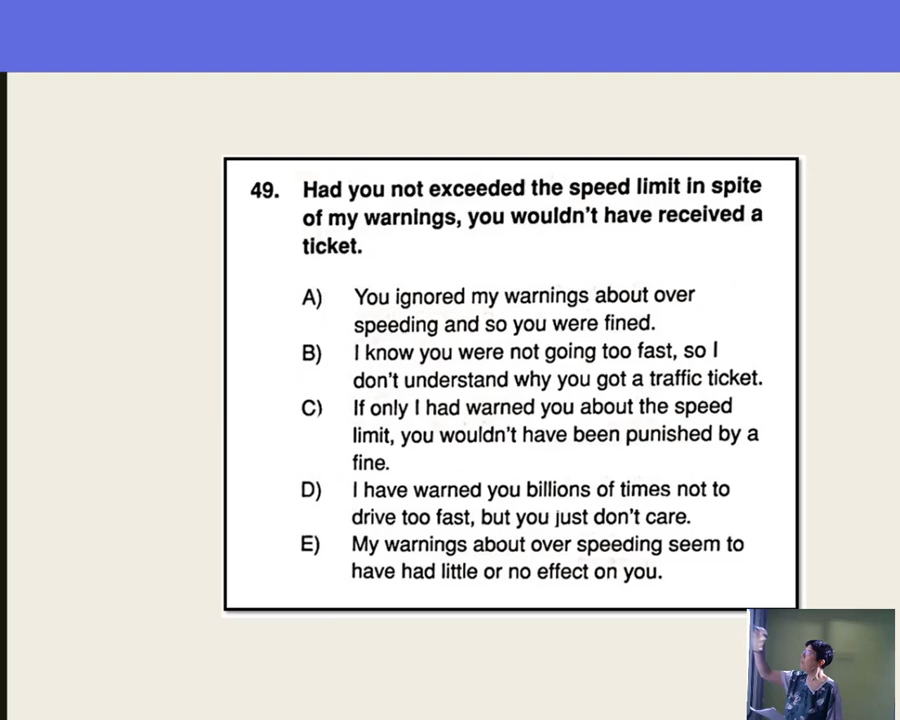 49. Had you not exceeded the speed limit in spite
of my warnings, you wouldn't have received a
ticket.
A) You ignored my warnings about over
speeding and so you were fined.
B) I know you were not going too fast, so I
don't understand why you got a traffic ticket.
C) If only I had warned you about the speed
limit, you wouldn't have been punished by a
fine.
D) I have warned you billions of times not to
drive too fast, but you just don't care.
E) My warnings about over speeding seem to
have had little or no effect on you.